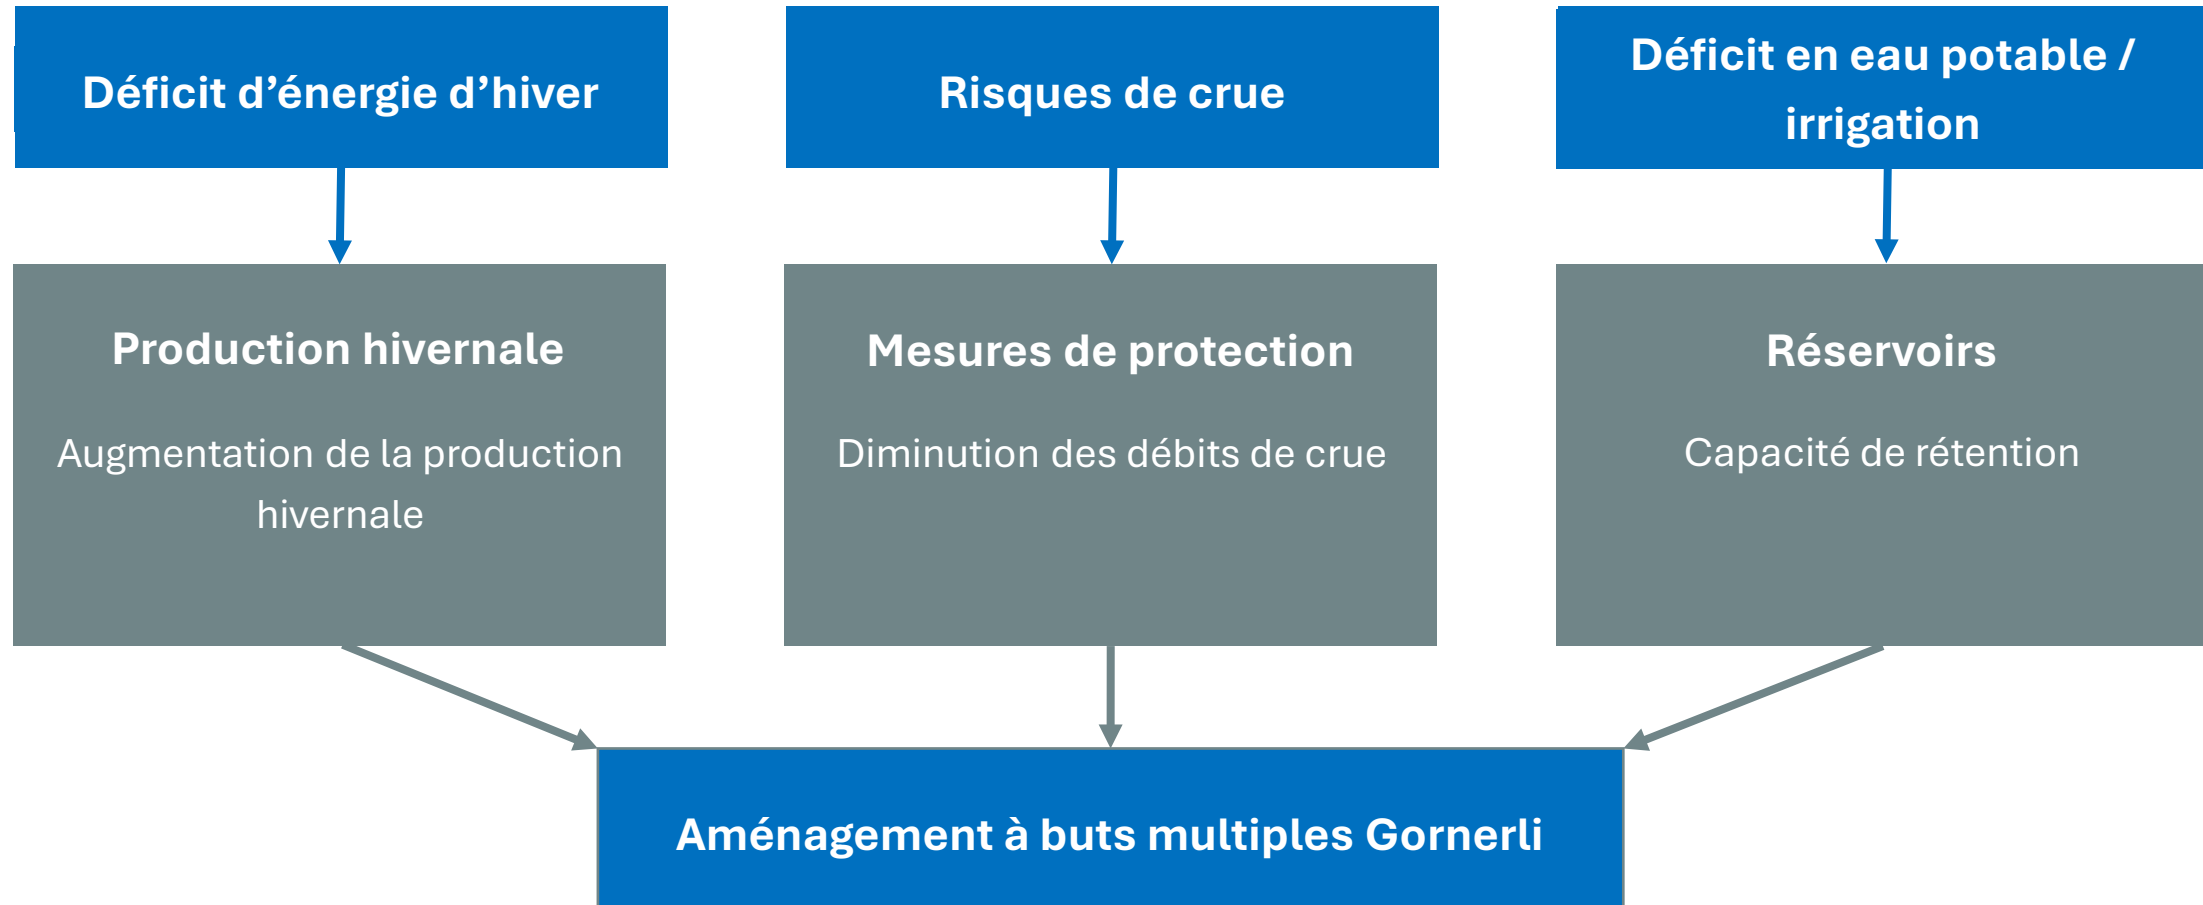 Déficit d’énergie d’hiver
Risques de crue
Déficit en eau potable /
irrigation
Production hivernale
Augmentation de la production
hivernale
Mesures de protection
Diminution des débits de crue
Réservoirs
Capacité de rétention
Aménagement à buts multiples Gornerli